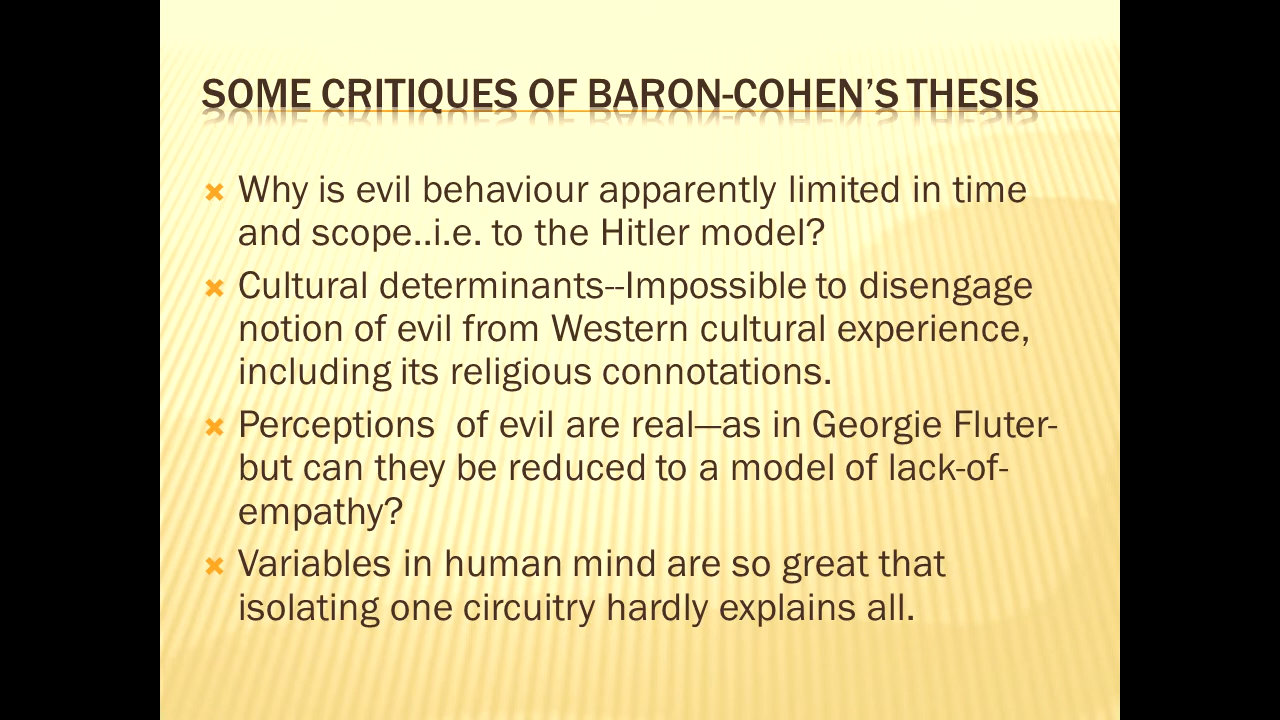 SOME CRITIQUES OF BARON-COHEN’S THESIS
Why is evil behaviour apparently limited in time
and scope..i.e. to the Hitler model?
Cultural determinants--Impossible to disengage
notion of evil from Western cultural experience,
including its religious connotations.
Perceptions  of evil are real—as in Georgie Fluter-
but can they be reduced to a model of lack-of-
empathy?
Variables in human mind are so great that
isolating one circuitry hardly explains all.